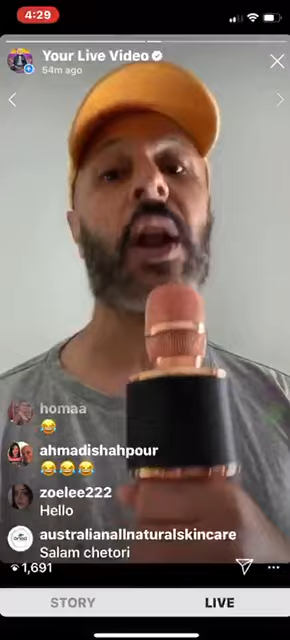 4:29
Your Live Video
54m ago
homaa
ahmadishahpour
zoelee222
Hello
australianallnaturalskincare
Salam chetori
1,691
STORY LIVE